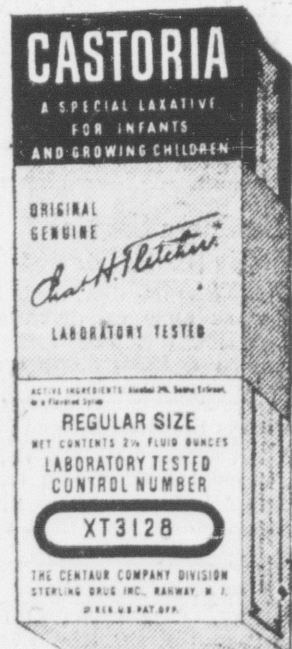 CASTORIA
A SPECIAL LAXATIVE
FOR INFANTS
AND GROWING CHILDREN
ORIGINAL
GENUINE
Chas. H. Fletcher.
LABORATORY TESTED
ACTIVE INGREDIENTS: Alcohol 3%, Senna Extract,
in a Flavored Syrup
REGULAR SIZE
NET CONTENTS 2½ FLUID OUNCES
LABORATORY TESTED
CONTROL NUMBER
XT3128
THE CENTAUR COMPANY DIVISION
STERLING DRUG INC., RAHWAY, N. J.
REG U.S. PAT. OFF.